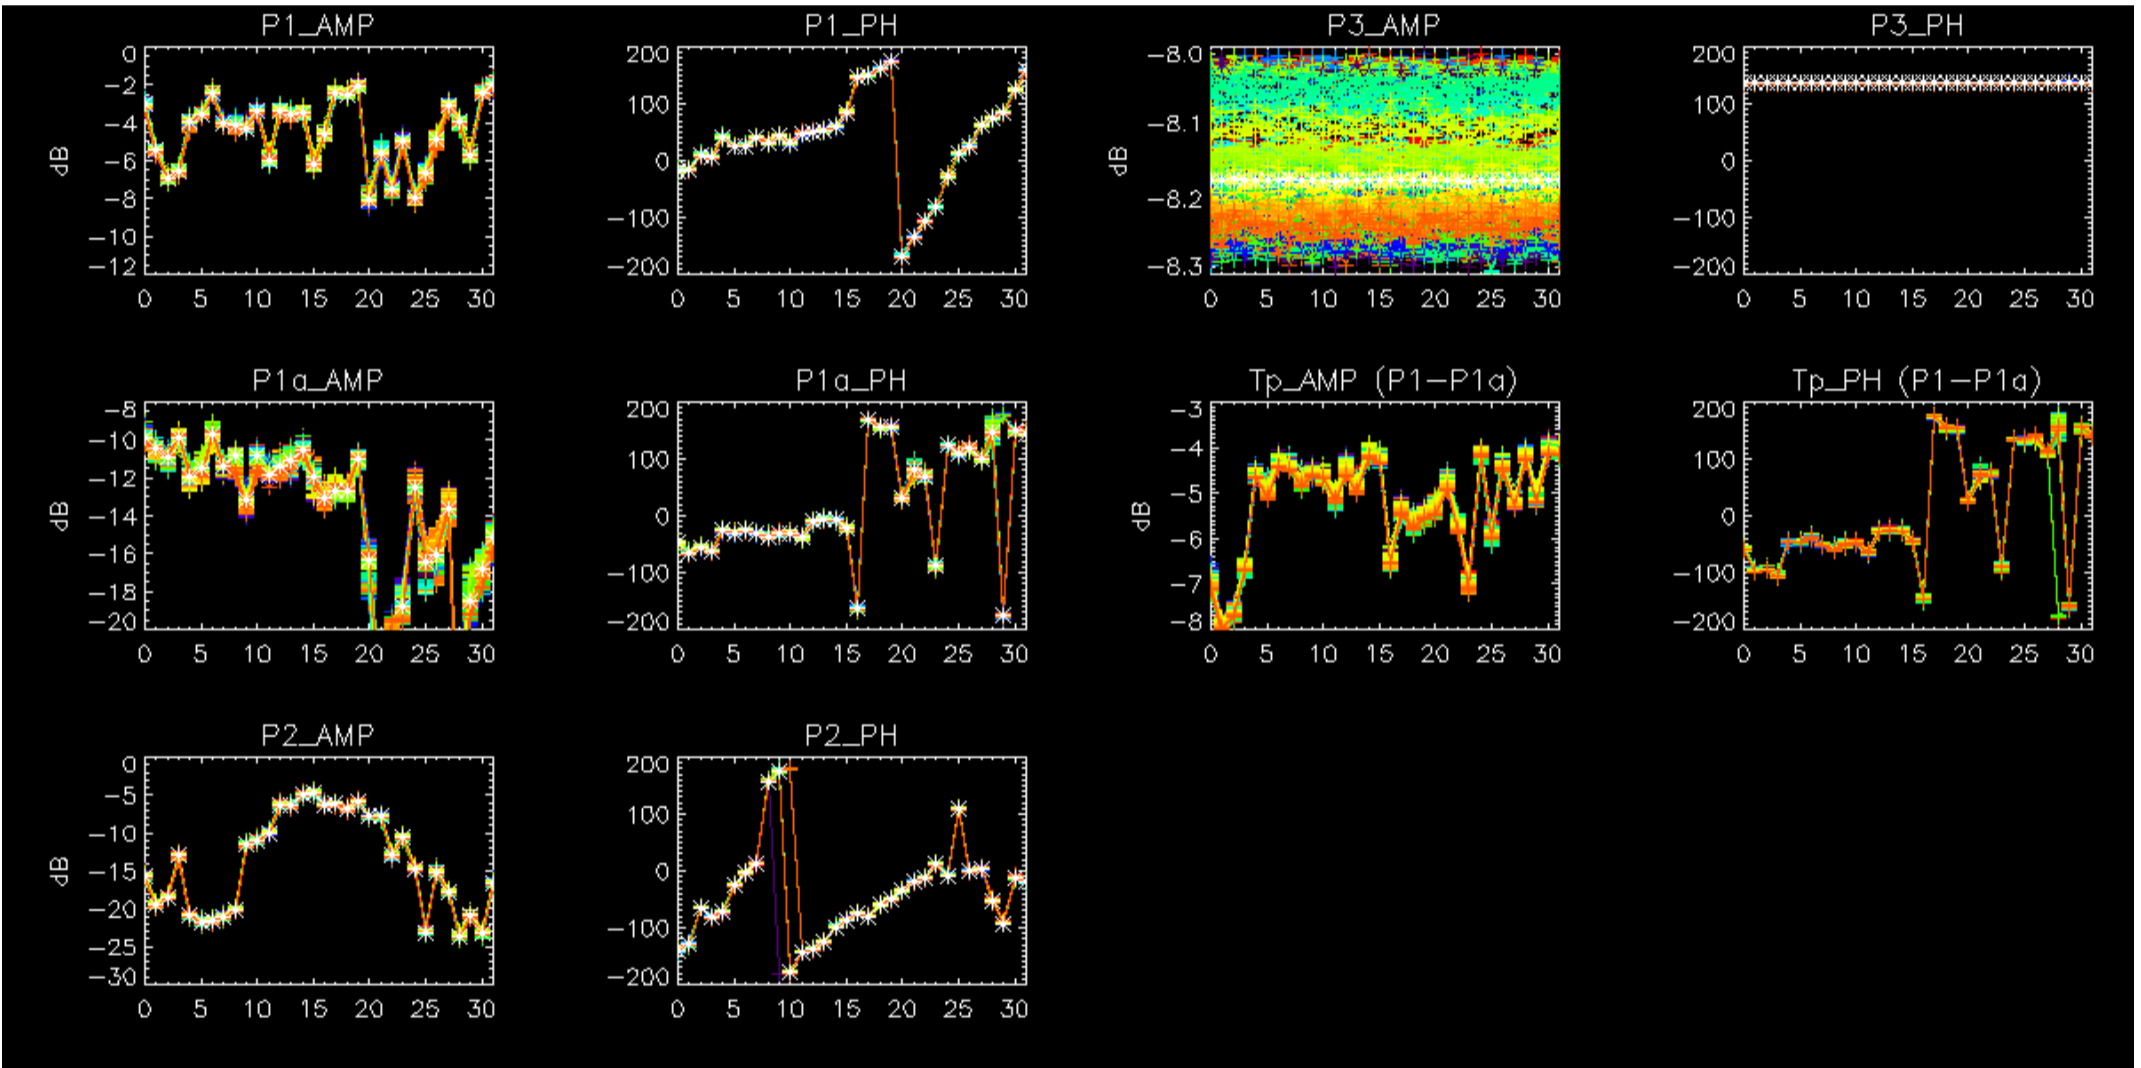 P1_AMP
P1_PH
P3_AMP
P3_PH
dB
0
−2
−4
−6
−8
−10
−12
0 5 10 15 20 25 30
200
100
0
−100
−200
0 5 10 15 20 25 30
dB
−8.0
−8.1
−8.2
−8.3
0 5 10 15 20 25 30
200
100
0
−100
−200
0 5 10 15 20 25 30
P1a_AMP
P1a_PH
Tp_AMP (P1−P1a)
Tp_PH (P1−P1a)
dB
−8
−10
−12
−14
−16
−18
−20
0 5 10 15 20 25 30
200
100
0
−100
−200
0 5 10 15 20 25 30
dB
−3
−4
−5
−6
−7
−8
0 5 10 15 20 25 30
200
100
0
−100
−200
0 5 10 15 20 25 30
P2_AMP
P2_PH
dB
0
−5
−10
−15
−20
−25
−30
0 5 10 15 20 25 30
200
100
0
−100
−200
0 5 10 15 20 25 30